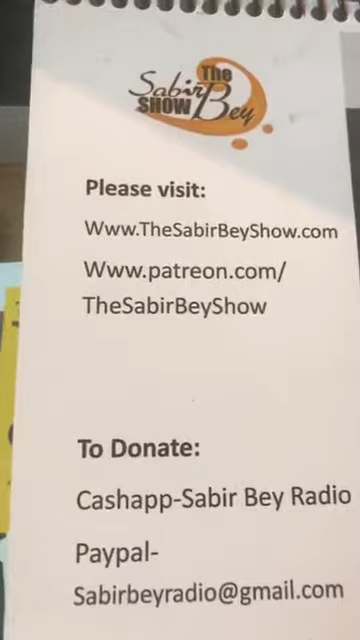 The
Sabir
SHOW Bey
Please visit:
Www.TheSabirBeyShow.com
Www.patreon.com/
TheSabirBeyShow
To Donate:
Cashapp-Sabir Bey Radio
Paypal-
Sabirbeyradio@gmail.com